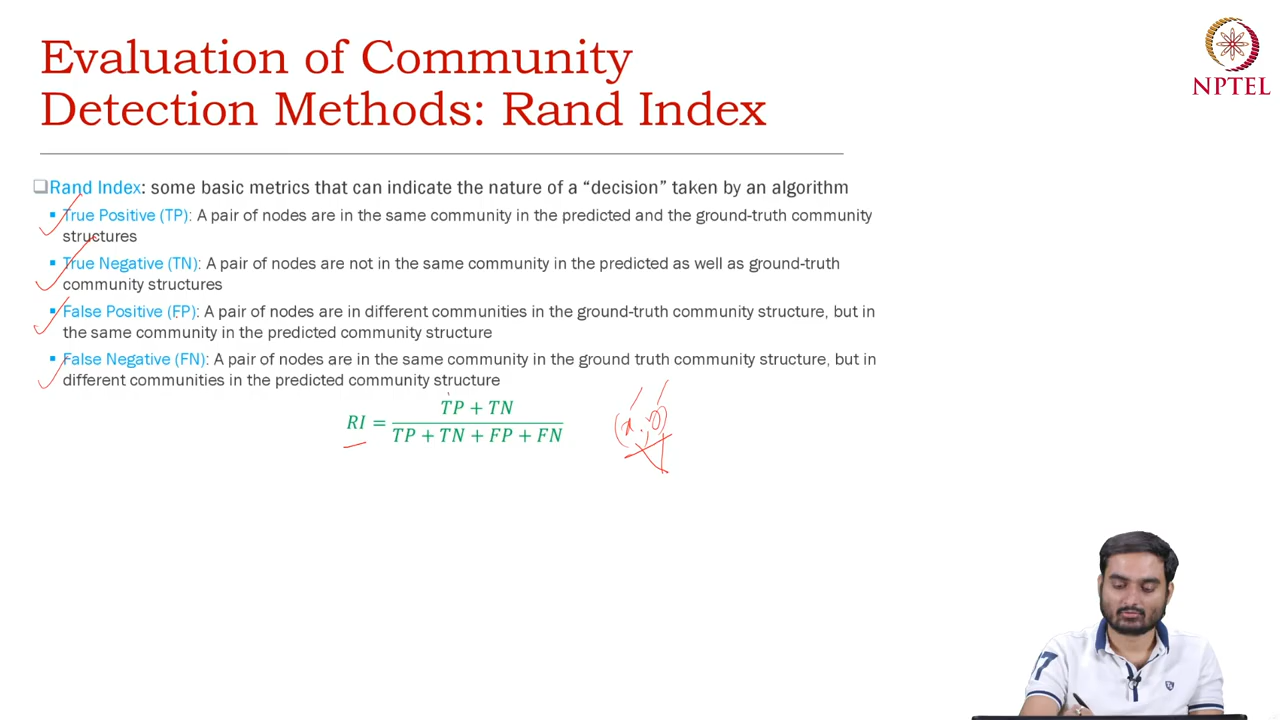 Evaluation of Community
Detection Methods: Rand Index
NPTEL
Rand Index: some basic metrics that can indicate the nature of a “decision” taken by an algorithm
True Positive (TP): A pair of nodes are in the same community in the predicted and the ground-truth community
structures
True Negative (TN): A pair of nodes are not in the same community in the predicted as well as ground-truth
community structures
False Positive (FP): A pair of nodes are in different communities in the ground-truth community structure, but in
the same community in the predicted community structure
False Negative (FN): A pair of nodes are in the same community in the ground truth community structure, but in
different communities in the predicted community structure
RI = (TP + TN) / (TP + TN + FP + FN)